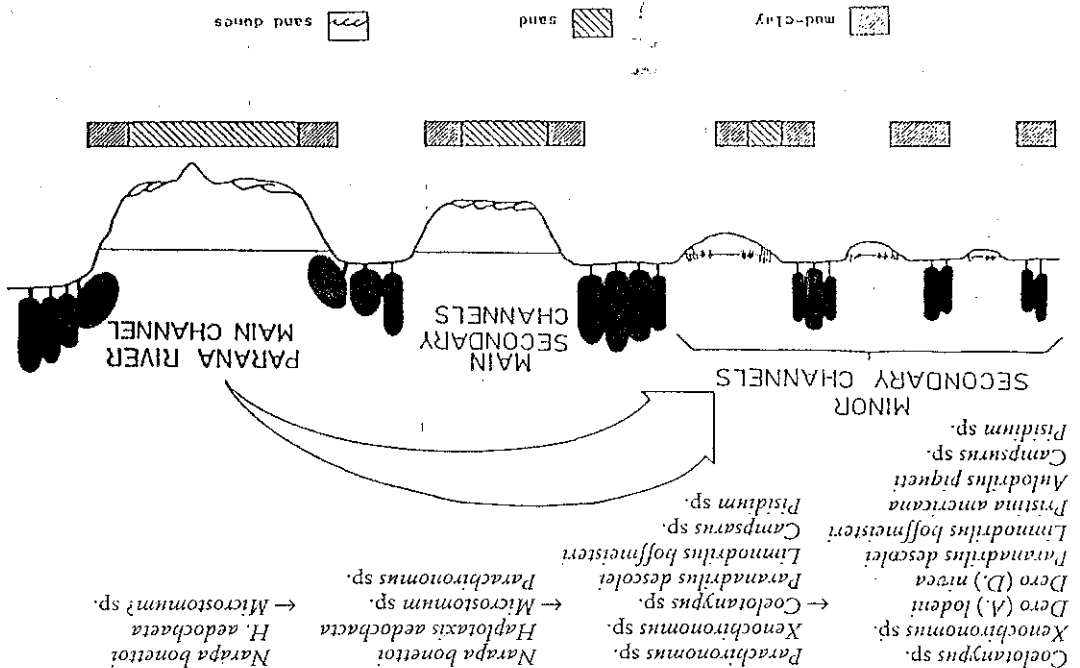 Narapa bonettoi
H. aedochaeta
Microstomum? sp. →
Narapa bonettoi
Haplotaxis aedochaeta
Microstomum sp. →
Parachironomus sp.
Parachironomus sp.
Xenochironomus sp.
Coelotanypus sp. →
Paranadrilus descolei
Limnodrilus hoffmeisteri
Campsurus sp.
Pisidium sp.
Coelotanypus sp.
Xenochironomus sp.
Dero (A.) lodeni
Dero (D.) nivea
Paranadrilus descolei
Limnodrilus hoffmeisteri
Pristina americana
Aulodrilus piqueti
Campsurus sp.
Pisidium sp.
PARANA RIVER
MAIN CHANNEL
MAIN
SECONDARY
CHANNELS
MINOR
SECONDARY CHANNELS
sand dunes
sand
mud-clay